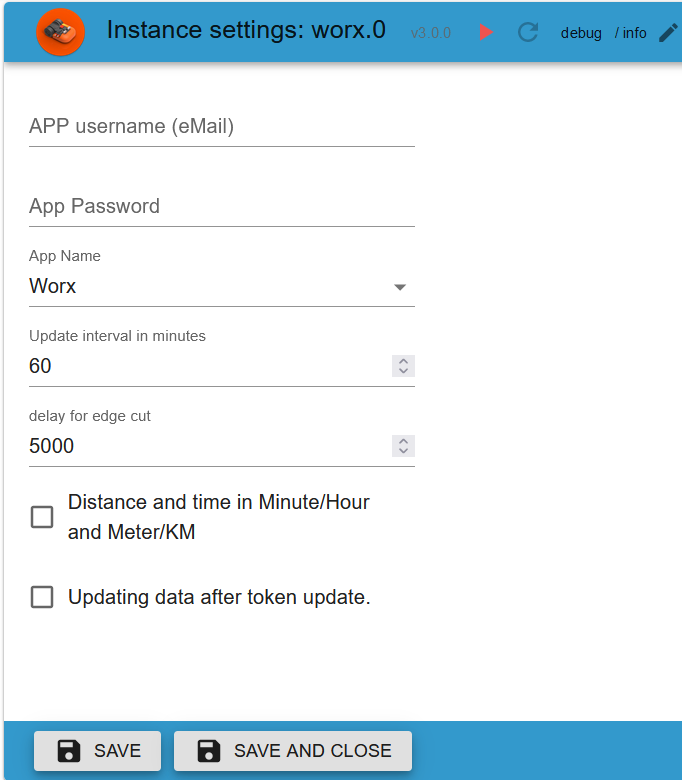 Instance settings: worx.0 v3.0.0 debug / info
APP username (eMail)
App Password
App Name
Worx
Update interval in minutes
60
delay for edge cut
5000
Distance and time in Minute/Hour
and Meter/KM
Updating data after token update.
SAVE SAVE AND CLOSE